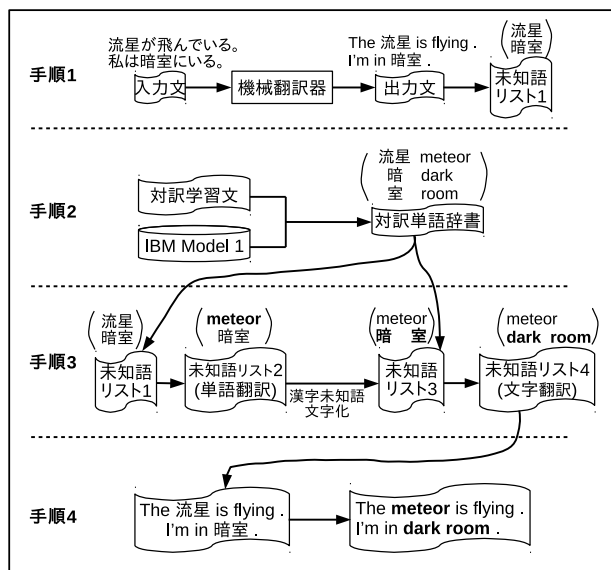 流星が飛んでいる。
私は暗室にいる。
The 流星 is flying .
I'm in 暗室 .
流星
暗室
手順1
入力文
機械翻訳器
出力文
未知語
リスト1
流星 meteor
暗 dark
室 room
手順2
対訳学習文
IBM Model 1
対訳単語辞書
流星
暗室
meteor
暗室
meteor
暗 室
meteor
dark room
手順3
未知語
リスト1
未知語リスト2
(単語翻訳)
漢字未知語
文字化
未知語
リスト3
未知語リスト4
(文字翻訳)
手順4
The 流星 is flying .
I'm in 暗室 .
The meteor is flying .
I'm in dark room .